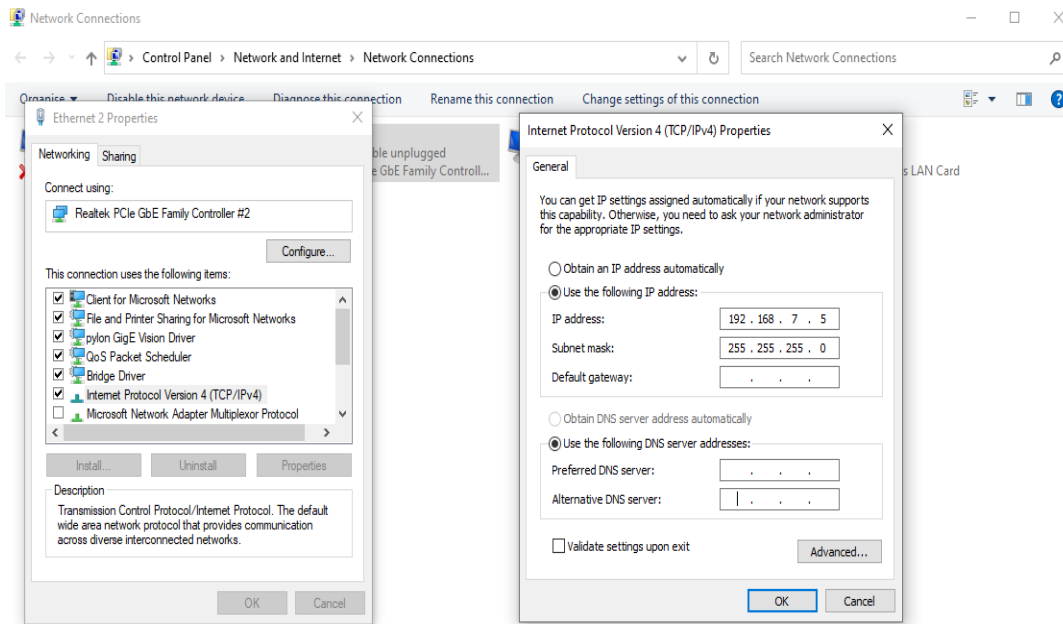 Network Connections
Control Panel > Network and Internet > Network Connections
Search Network Connections
Organise
Disable this network device
Diagnose this connection
Rename this connection
Change settings of this connection
?
ble unplugged
e GbE Family Controll...
s LAN Card
Ethernet 2 Properties
Networking
Sharing
Connect using:
Realtek PCIe GbE Family Controller #2
Configure...
This connection uses the following items:
Client for Microsoft Networks
File and Printer Sharing for Microsoft Networks
pylon GigE Vision Driver
QoS Packet Scheduler
Bridge Driver
Internet Protocol Version 4 (TCP/IPv4)
Microsoft Network Adapter Multiplexor Protocol
Install...
Uninstall
Properties
Description
Transmission Control Protocol/Internet Protocol. The default
wide area network protocol that provides communication
across diverse interconnected networks.
OK
Cancel
Internet Protocol Version 4 (TCP/IPv4) Properties
General
You can get IP settings assigned automatically if your network supports
this capability. Otherwise, you need to ask your network administrator
for the appropriate IP settings.
Obtain an IP address automatically
Use the following IP address:
IP address:
192 . 168 . 7 . 5
Subnet mask:
255 . 255 . 255 . 0
Default gateway:
. . .
Obtain DNS server address automatically
Use the following DNS server addresses:
Preferred DNS server:
. . .
Alternative DNS server:
. . .
Validate settings upon exit
Advanced...
OK
Cancel